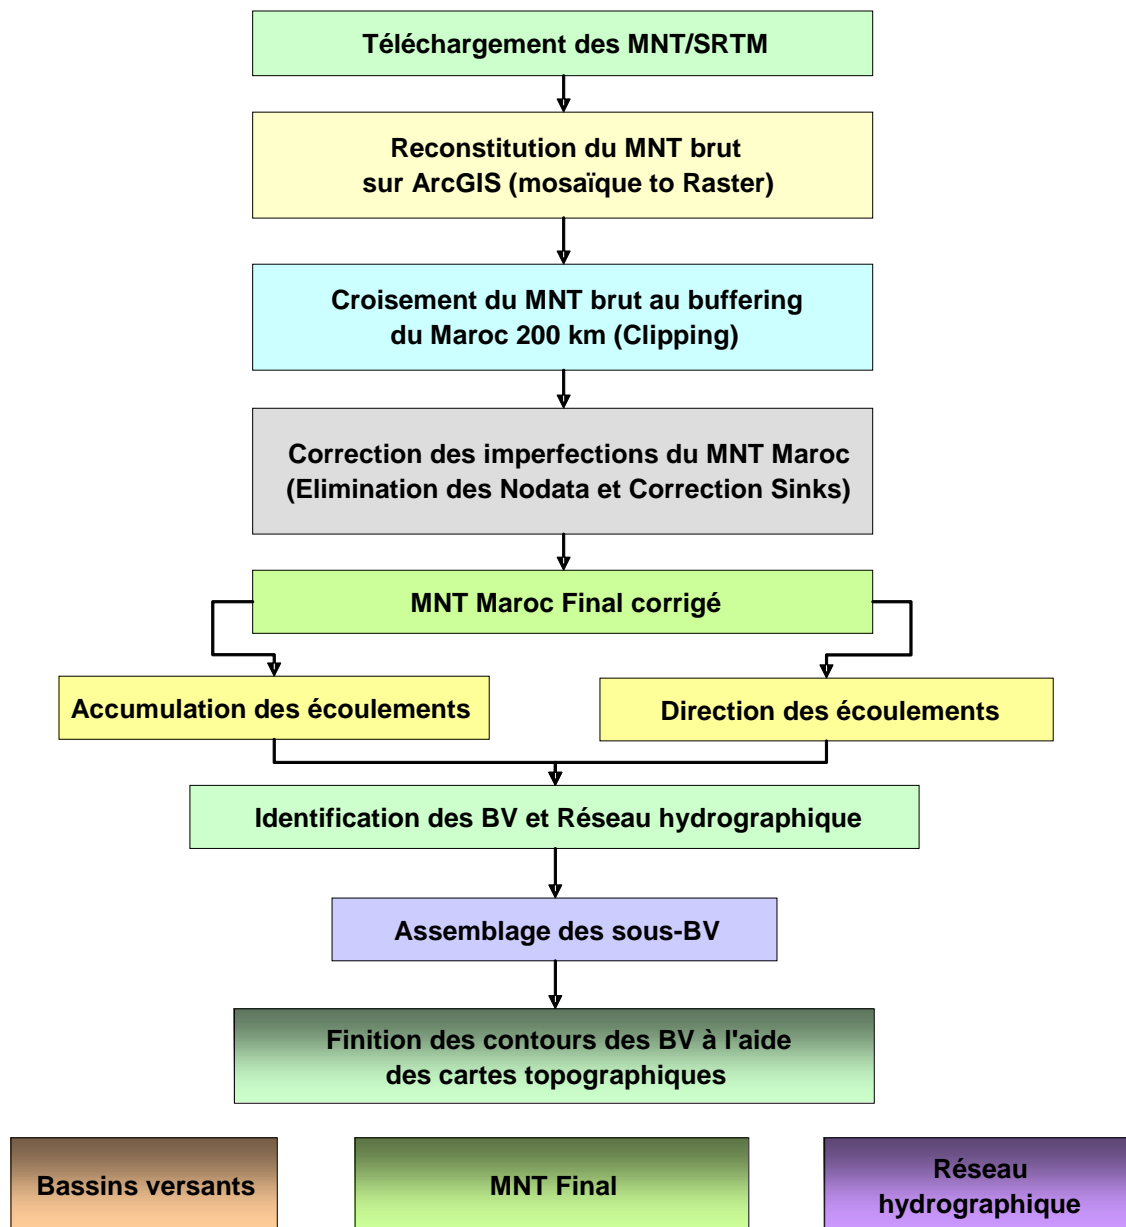 Téléchargement des MNT/SRTM
Reconstitution du MNT brut
sur ArcGIS (mosaïque to Raster)
Croisement du MNT brut au buffering
du Maroc 200 km (Clipping)
Correction des imperfections du MNT Maroc
(Elimination des Nodata et Correction Sinks)
MNT Maroc Final corrigé
Accumulation des écoulements
Direction des écoulements
Identification des BV et Réseau hydrographique
Assemblage des sous-BV
Finition des contours des BV à l'aide
des cartes topographiques
Bassins versants
MNT Final
Réseau
hydrographique